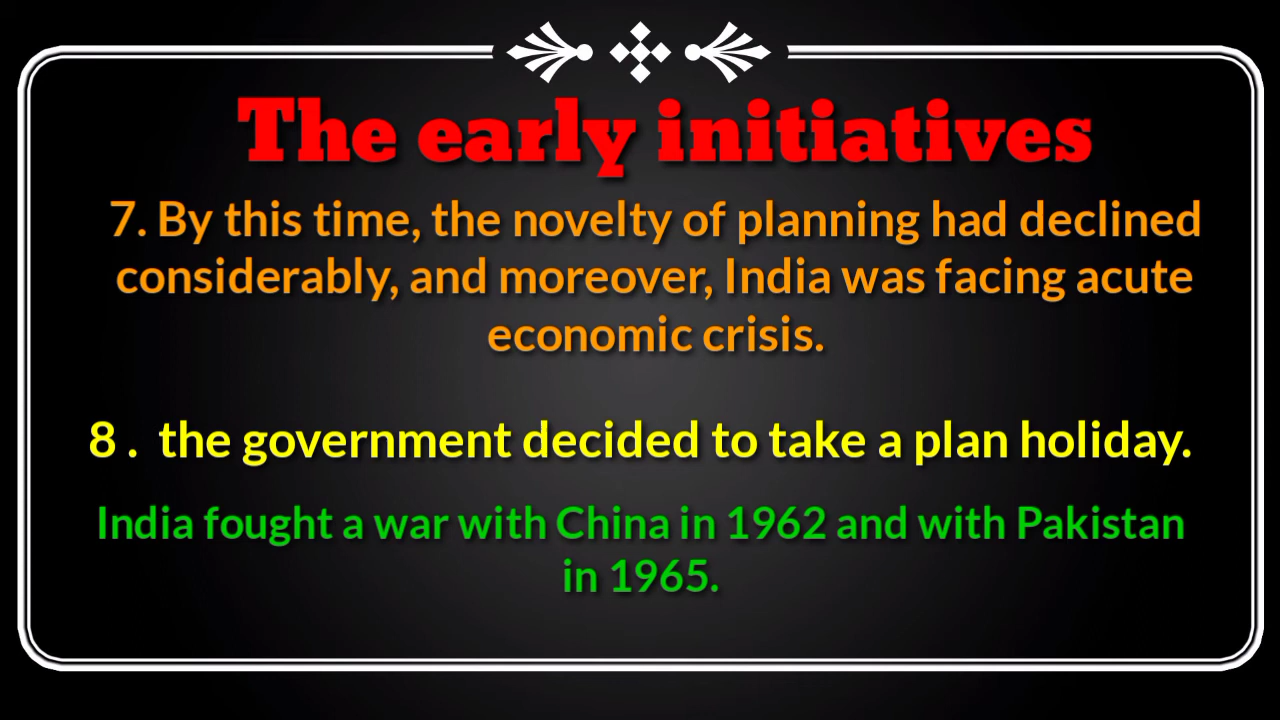 The early initiatives
7. By this time, the novelty of planning had declined
considerably, and moreover, India was facing acute
economic crisis.
8 . the government decided to take a plan holiday.
India fought a war with China in 1962 and with Pakistan
in 1965.